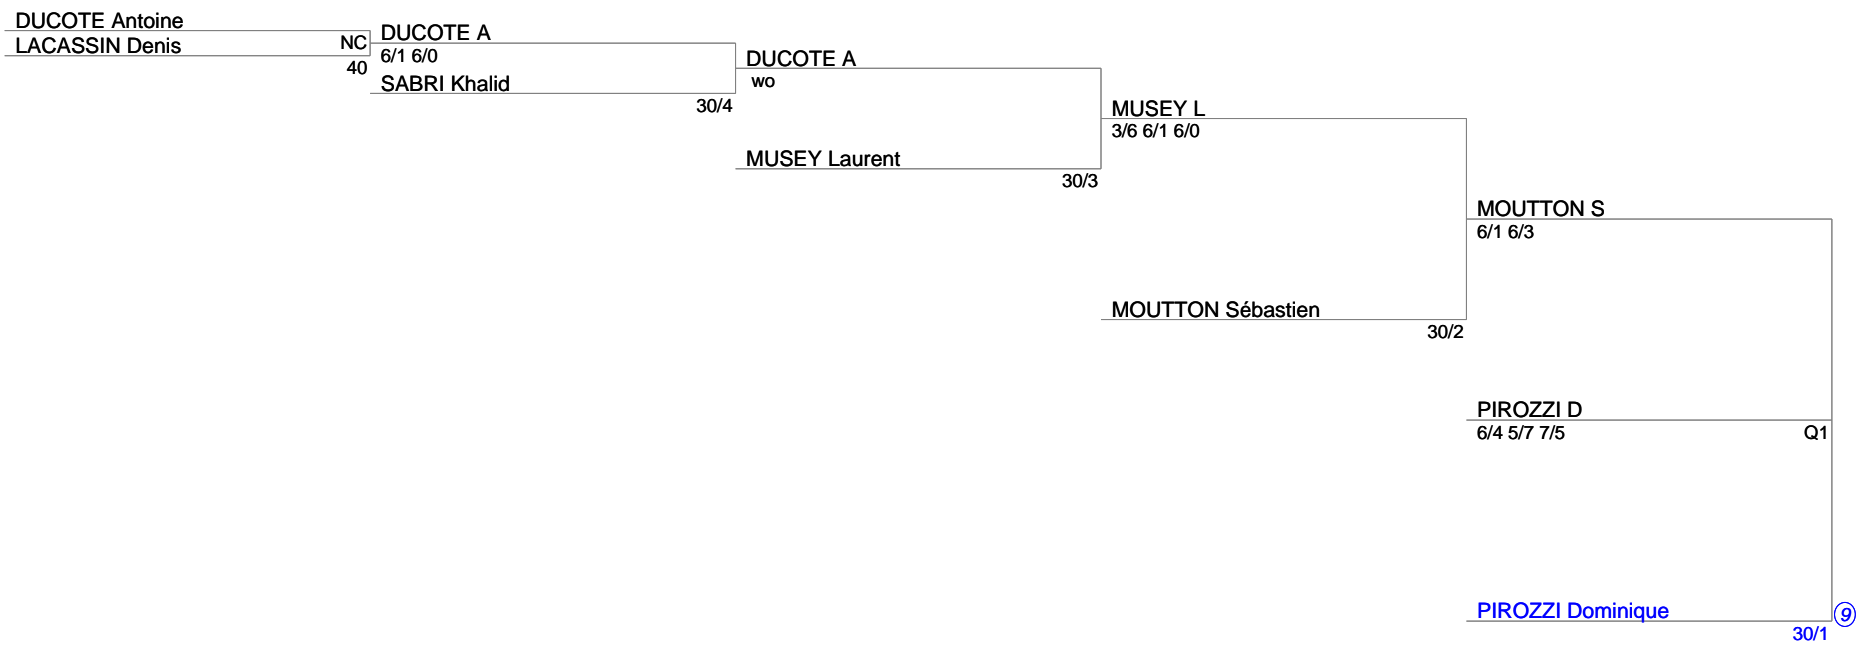 DUCOTE Antoine
NC
LACASSIN Denis
40
DUCOTE A
6/1 6/0
SABRI Khalid
30/4
DUCOTE A
wo
MUSEY Laurent
30/3
MUSEY L
3/6 6/1 6/0
MOUTTON Sébastien
30/2
MOUTTON S
6/1 6/3
PIROZZI D
6/4 5/7 7/5
Q1
PIROZZI Dominique
9
30/1